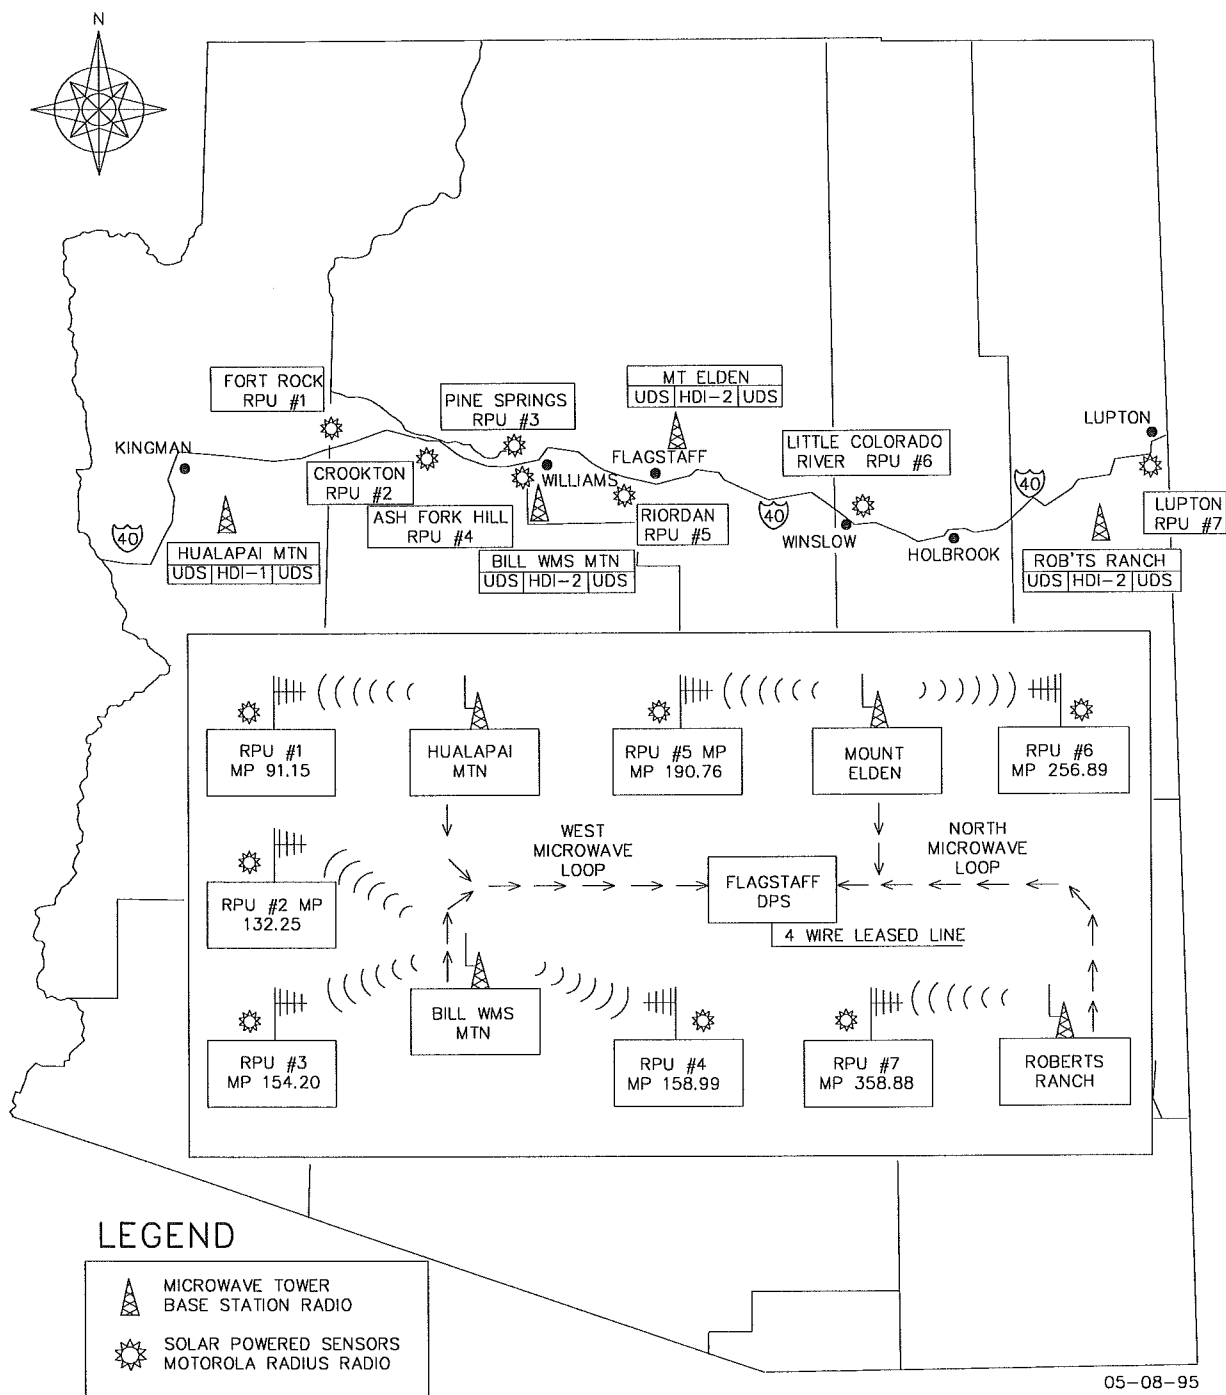 N
FORT ROCK
RPU #1
PINE SPRINGS
RPU #3
MT ELDEN
UDS HDI-2 UDS
LUPTON
KINGMAN
CROOKTON
RPU #2
ASH FORK HILL
RPU #4
WILLIAMS
FLAGSTAFF
LITTLE COLORADO
RIVER RPU #6
RIORDAN
RPU #5
40
WINSLOW
HOLBROOK
40
LUPTON
RPU #7
40
HUALAPAI MTN
UDS HDI-1 UDS
BILL WMS MTN
UDS HDI-2 UDS
ROB'TS RANCH
UDS HDI-2 UDS
RPU #1
MP 91.15
HUALAPAI
MTN
RPU #5 MP
MP 190.76
MOUNT
ELDEN
RPU #6
MP 256.89
WEST
MICROWAVE
LOOP
NORTH
MICROWAVE
LOOP
RPU #2 MP
132.25
FLAGSTAFF
DPS
4 WIRE LEASED LINE
BILL WMS
MTN
RPU #3
MP 154.20
RPU #4
MP 158.99
RPU #7
MP 358.88
ROBERTS
RANCH
LEGEND
MICROWAVE TOWER
BASE STATION RADIO
SOLAR POWERED SENSORS
MOTOROLA RADIUS RADIO
05-08-95